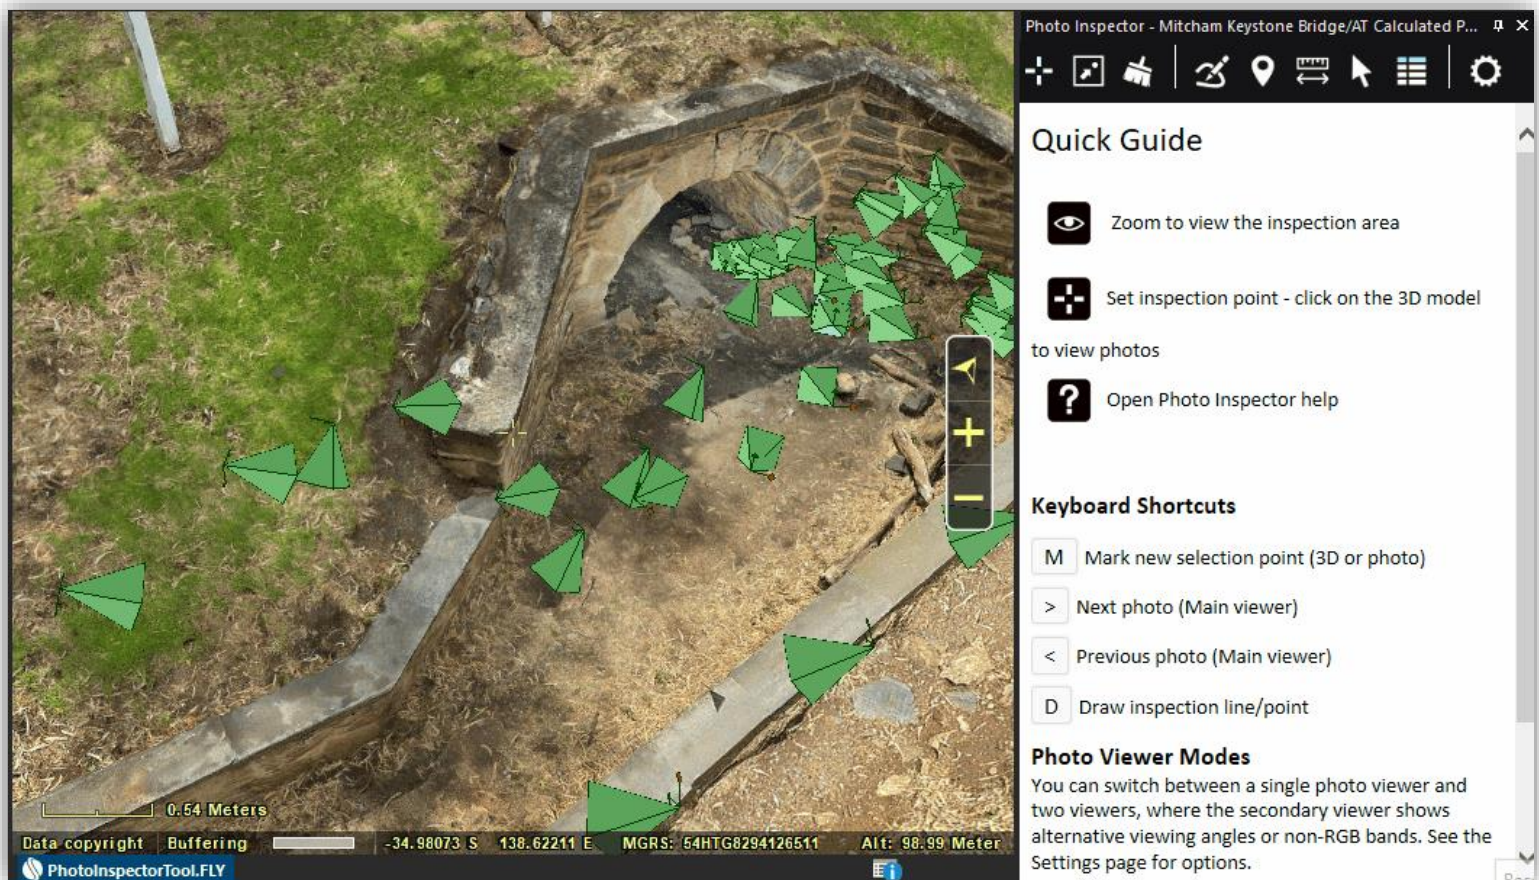 Photo Inspector - Mitcham Keystone Bridge/AT Calculated P...
Quick Guide
Zoom to view the inspection area
Set inspection point - click on the 3D model
to view photos
? Open Photo Inspector help
Keyboard Shortcuts
M Mark new selection point (3D or photo)
> Next photo (Main viewer)
< Previous photo (Main viewer)
D Draw inspection line/point
Photo Viewer Modes
You can switch between a single photo viewer and
two viewers, where the secondary viewer shows
alternative viewing angles or non-RGB bands. See the
Settings page for options.
0.54 Meters
Data copyright Buffering -34.98073 S 138.62211 E MGRS: 54HTG8294126511 Alt: 98.99 Meter
PhotoInspectorTool.FLY